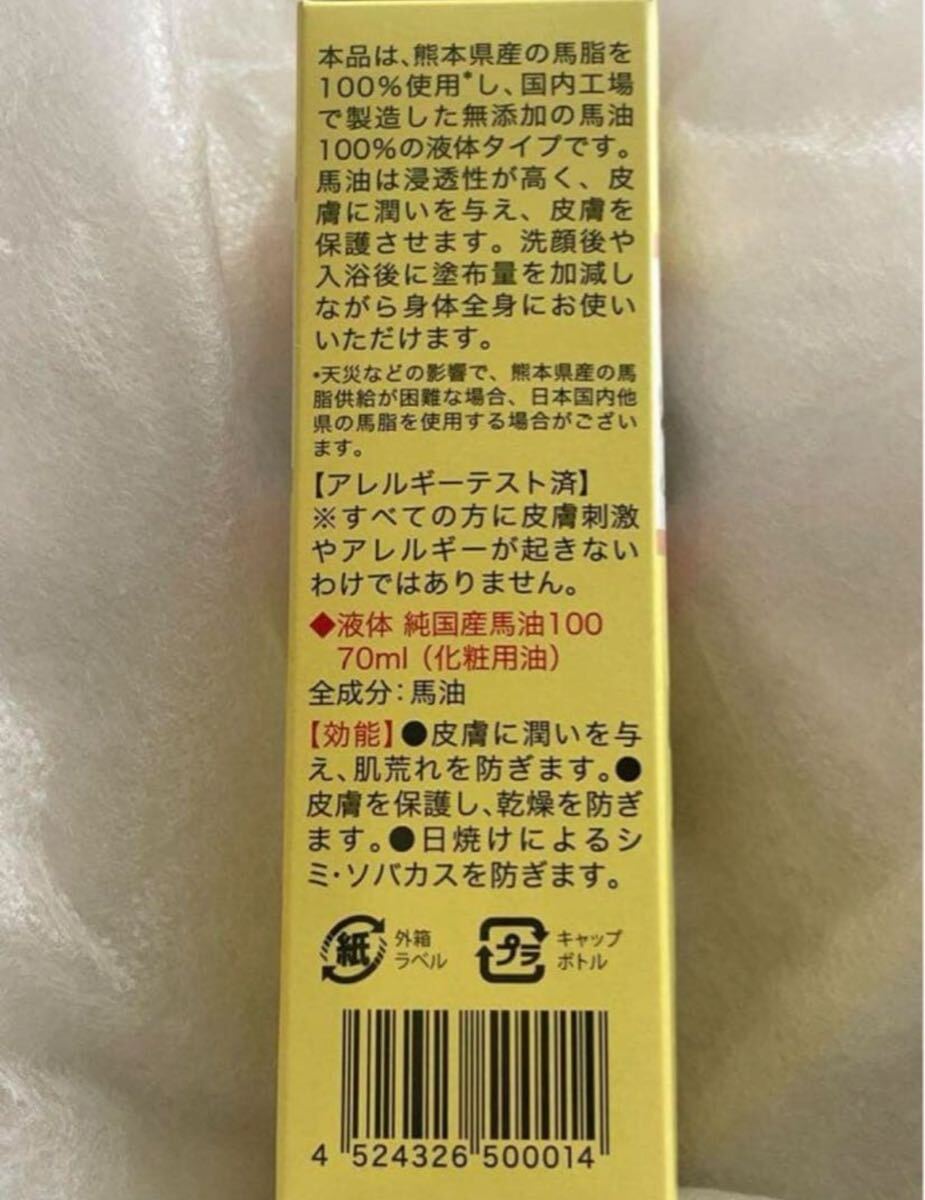 本品は、熊本県産の馬脂を
100%使用*し、国内工場
で製造した無添加の馬油
100%の液体タイプです。
馬油は浸透性が高く、皮
膚に潤いを与え、皮膚を
保護させます。洗顔後や
入浴後に塗布量を加減し
ながら身体全身にお使い
いただけます。
*天災などの影響で、熊本県産の馬
脂供給が困難な場合、日本国内他
県の馬脂を使用する場合がござい
ます。
【アレルギーテスト済】
※すべての方に皮膚刺激
やアレルギーが起きない
わけではありません。
◆液体 純国産馬油100
70ml(化粧用油)
全成分:馬油
【効能】●皮膚に潤いを与
え、肌荒れを防ぎます。●
皮膚を保護し、乾燥を防ぎ
ます。●日焼けによるシ
ミ・ソバカスを防ぎます。
紙 外箱 ラベル
プラ キャップ ボトル
4 524326 500014